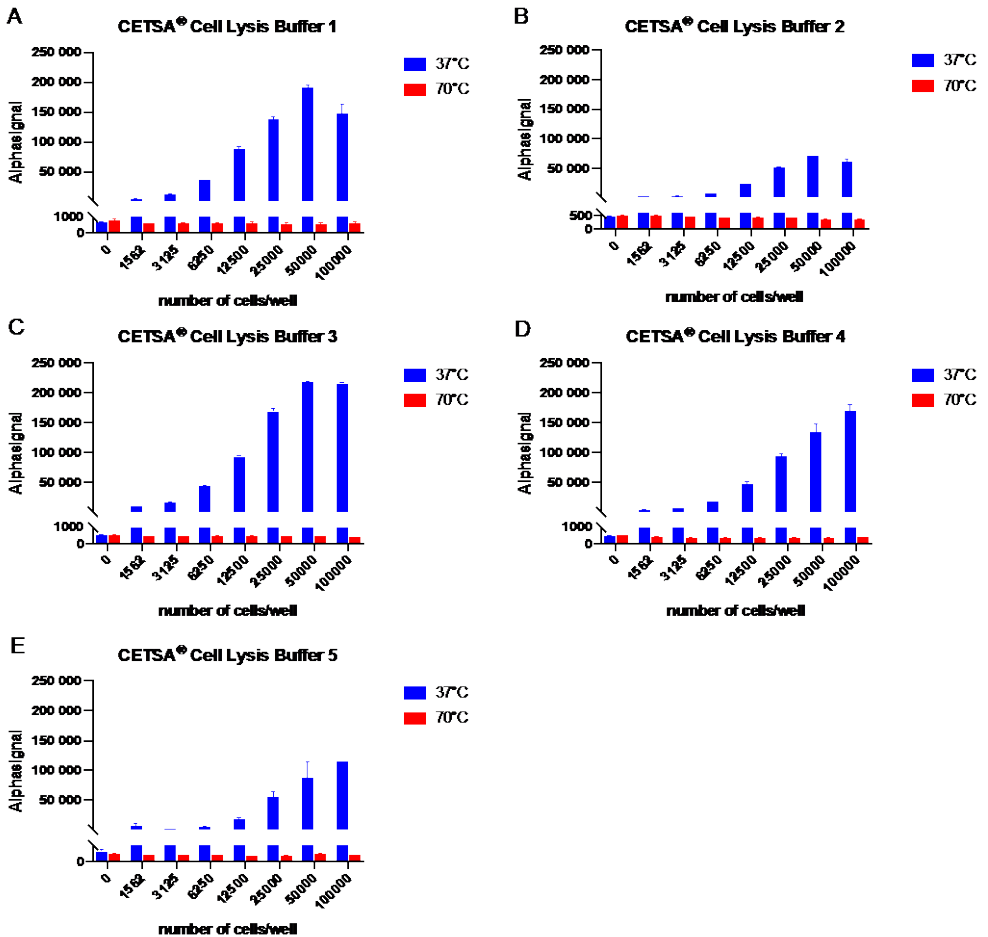 A
CETSA® Cell Lysis Buffer 1
250 000
200 000
150 000
100 000
50 000
1000
0
Alphasignal
37°C
70°C
0
1562
3125
6250
12500
25000
50000
100000
number of cells/well
B
CETSA® Cell Lysis Buffer 2
250 000
200 000
150 000
100 000
50 000
500
0
Alphasignal
37°C
70°C
0
1562
3125
6250
12500
25000
50000
100000
number of cells/well
C
CETSA® Cell Lysis Buffer 3
250 000
200 000
150 000
100 000
50 000
1000
0
Alphasignal
37°C
70°C
0
1562
3125
6250
12500
25000
50000
100000
number of cells/well
D
CETSA® Cell Lysis Buffer 4
250 000
200 000
150 000
100 000
50 000
1000
0
Alphasignal
37°C
70°C
0
1562
3125
6250
12500
25000
50000
100000
number of cells/well
E
CETSA® Cell Lysis Buffer 5
250 000
200 000
150 000
100 000
50 000
0
Alphasignal
37°C
70°C
0
1562
3125
6250
12500
25000
50000
100000
number of cells/well